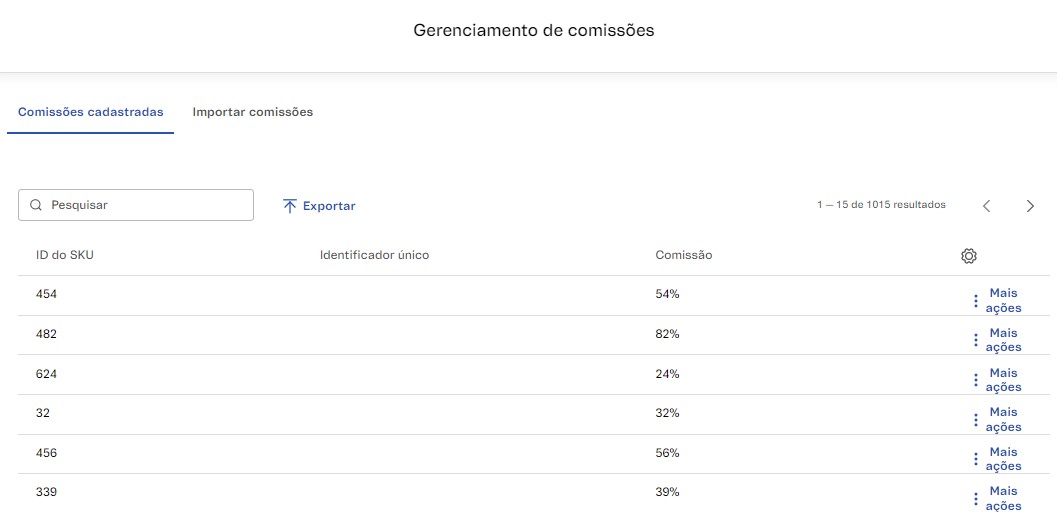 Gerenciamento de comissões
Comissões cadastradas Importar comissões
Pesquisar Exportar 1 — 15 de 1015 resultados
ID do SKU Identificador único Comissão
454 54% Mais
ações
482 82% Mais
ações
624 24% Mais
ações
32 32% Mais
ações
456 56% Mais
ações
339 39% Mais
ações